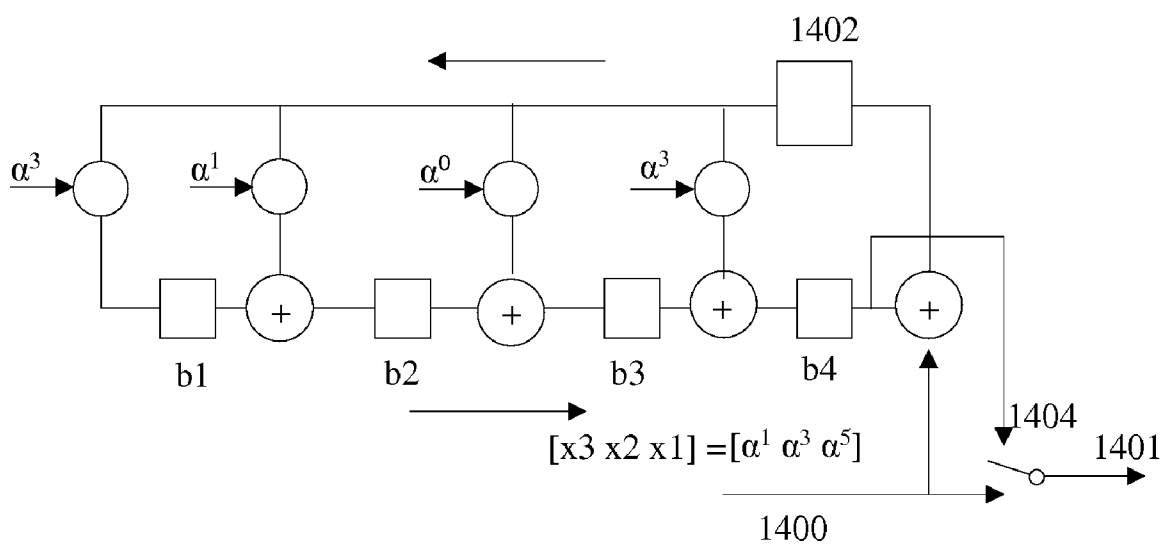 1402
α³
α¹
α⁰
α³
+
+
+
+
b1
b2
b3
b4
[x3 x2 x1] =[α¹ α³ α⁵]
1404
1401
1400